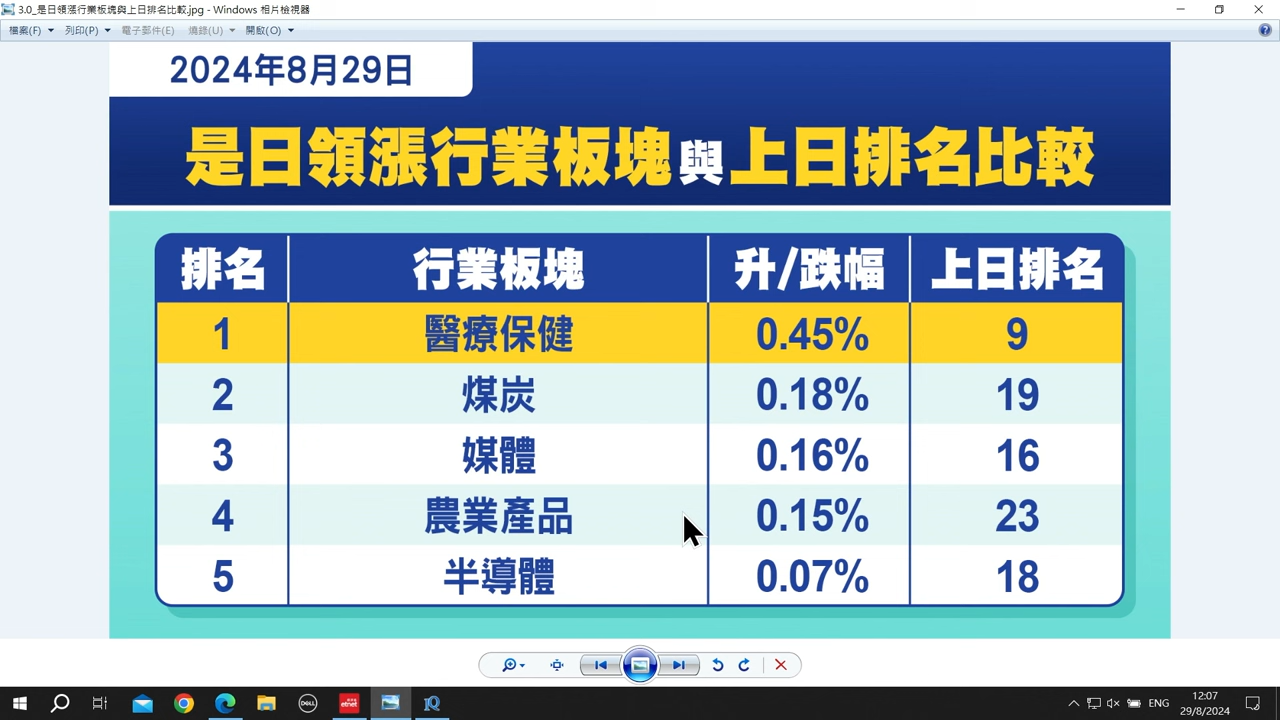 3.0_是日領漲行業板塊與上日排名比較.jpg - Windows 相片檢視器
檔案(F) 列印(P) 電子郵件(E) 燒錄(U) 開啟(O)
2024年8月29日
是日領漲行業板塊與上日排名比較
排名 行業板塊 升/跌幅 上日排名
1 醫療保健 0.45% 9
2 煤炭 0.18% 19
3 媒體 0.16% 16
4 農業產品 0.15% 23
5 半導體 0.07% 18
DELL etnet IQ ENG 12:07
29/8/2024